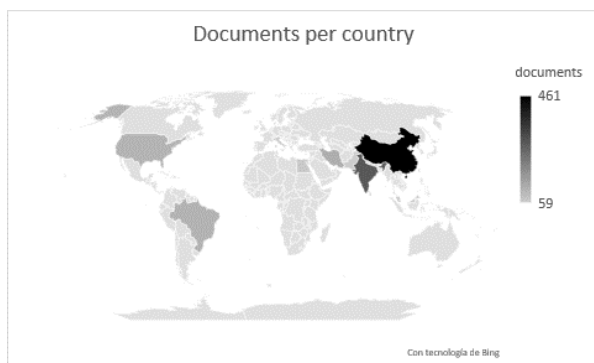 Documents per country
documents
461
59
Con tecnología de Bing